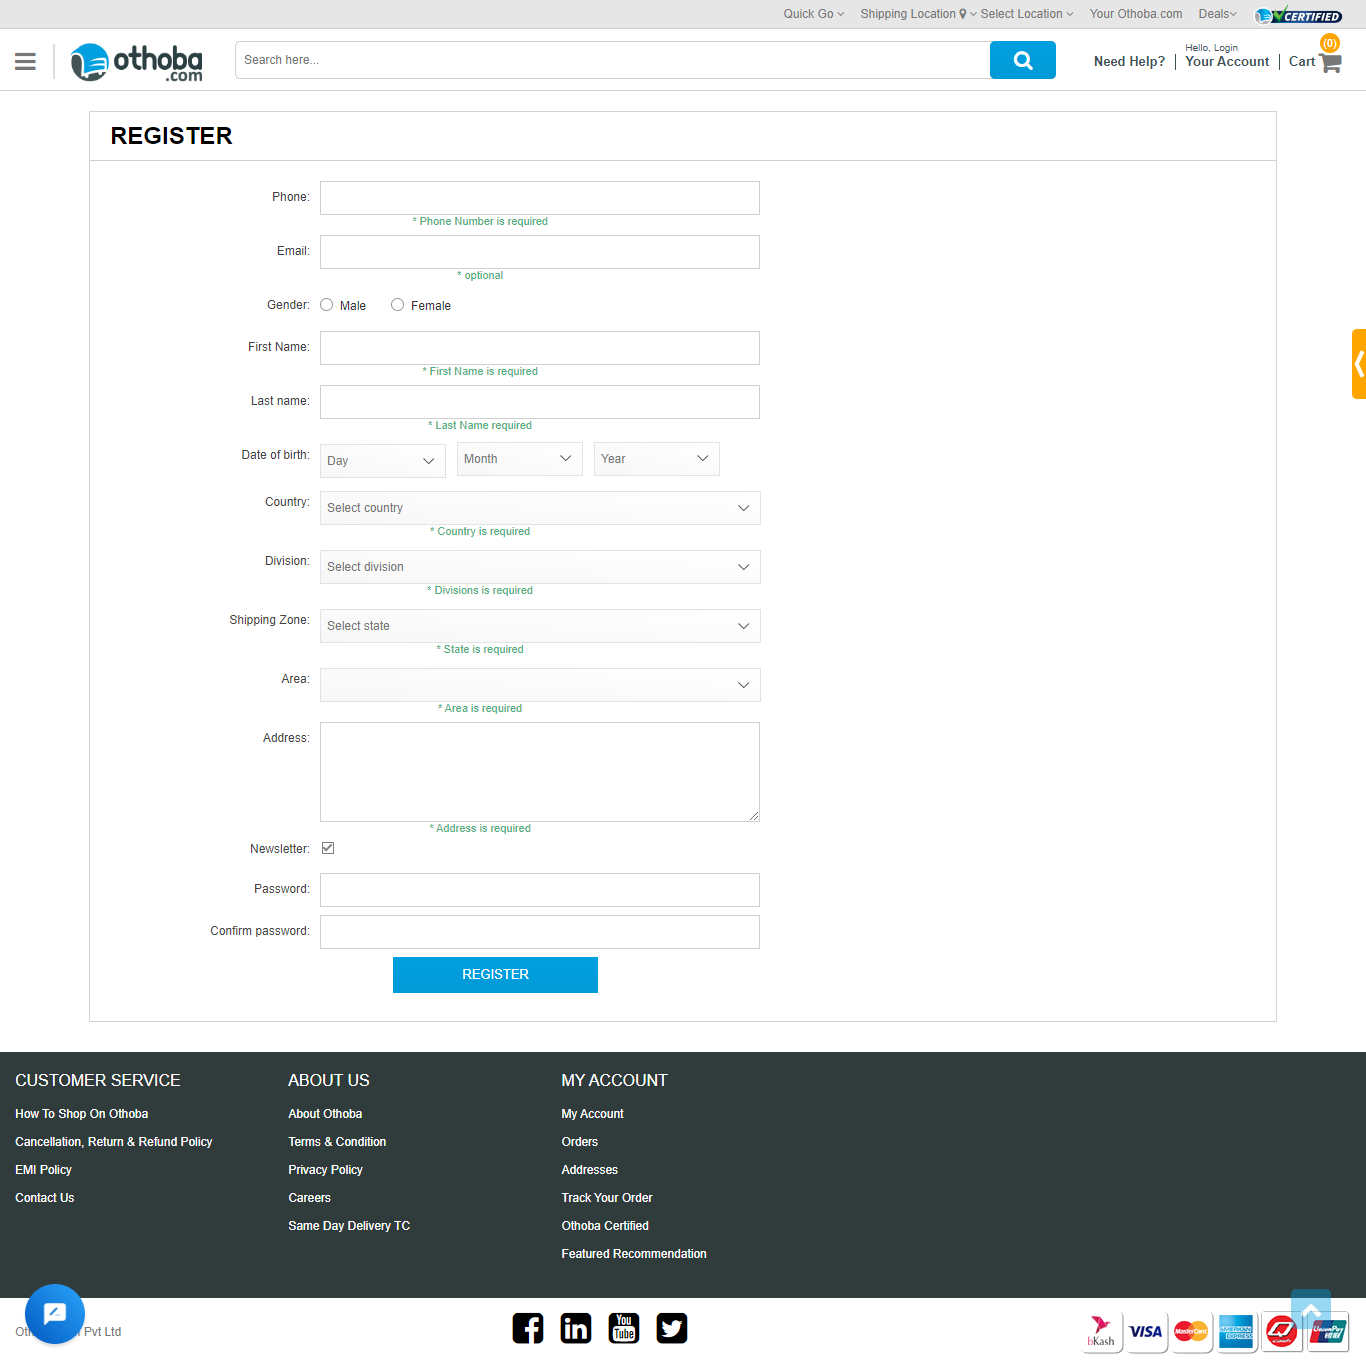 Quick Go Shipping Location Select Location Your Othoba.com Deals CERTIFIED
othoba.com
Search here...
Need Help?
Hello, Login
Your Account
Cart
(0)
REGISTER
Phone:
* Phone Number is required
Email:
* optional
Gender: Male Female
First Name:
* First Name is required
Last name:
* Last Name required
Date of birth: Day Month Year
Country: Select country
* Country is required
Division: Select division
* Divisions is required
Shipping Zone: Select state
* State is required
Area:
* Area is required
Address:
* Address is required
Newsletter:
Password:
Confirm password:
REGISTER
CUSTOMER SERVICE
How To Shop On Othoba
Cancellation, Return & Refund Policy
EMI Policy
Contact Us
ABOUT US
About Othoba
Terms & Condition
Privacy Policy
Careers
Same Day Delivery TC
MY ACCOUNT
My Account
Orders
Addresses
Track Your Order
Othoba Certified
Featured Recommendation
Pvt Ltd
You
Tube
bKash
VISA
MasterCard
AMERICAN
EXPRESS
UnionPay